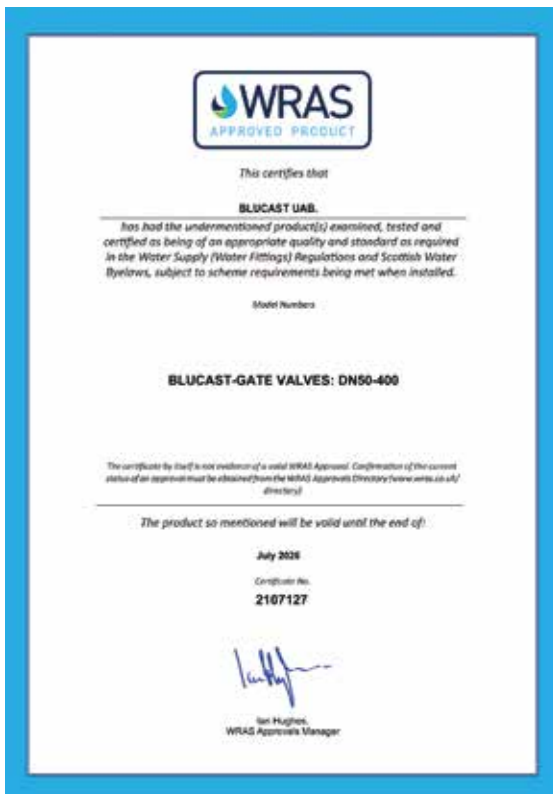 WRAS
APPROVED PRODUCT
This certifies that
BLUCAST UAB.
has had the undermentioned product(s) examined, tested and
certified as being of an appropriate quality and standard as required
in the Water Supply (Water Fittings) Regulations and Scottish Water
Byelaws, subject to scheme requirements being met when installed.
Model Numbers
BLUCAST-GATE VALVES: DN50-400
The certificate by itself is not evidence of a valid WRAS Approval. Confirmation of the current
status of an approval must be obtained from the WRAS Approvals Directory (www.wras.co.uk/
directory)
The product so mentioned will be valid until the end of:
July 2026
Certificate No.
2107127
Ian Hughes,
WRAS Approvals Manager